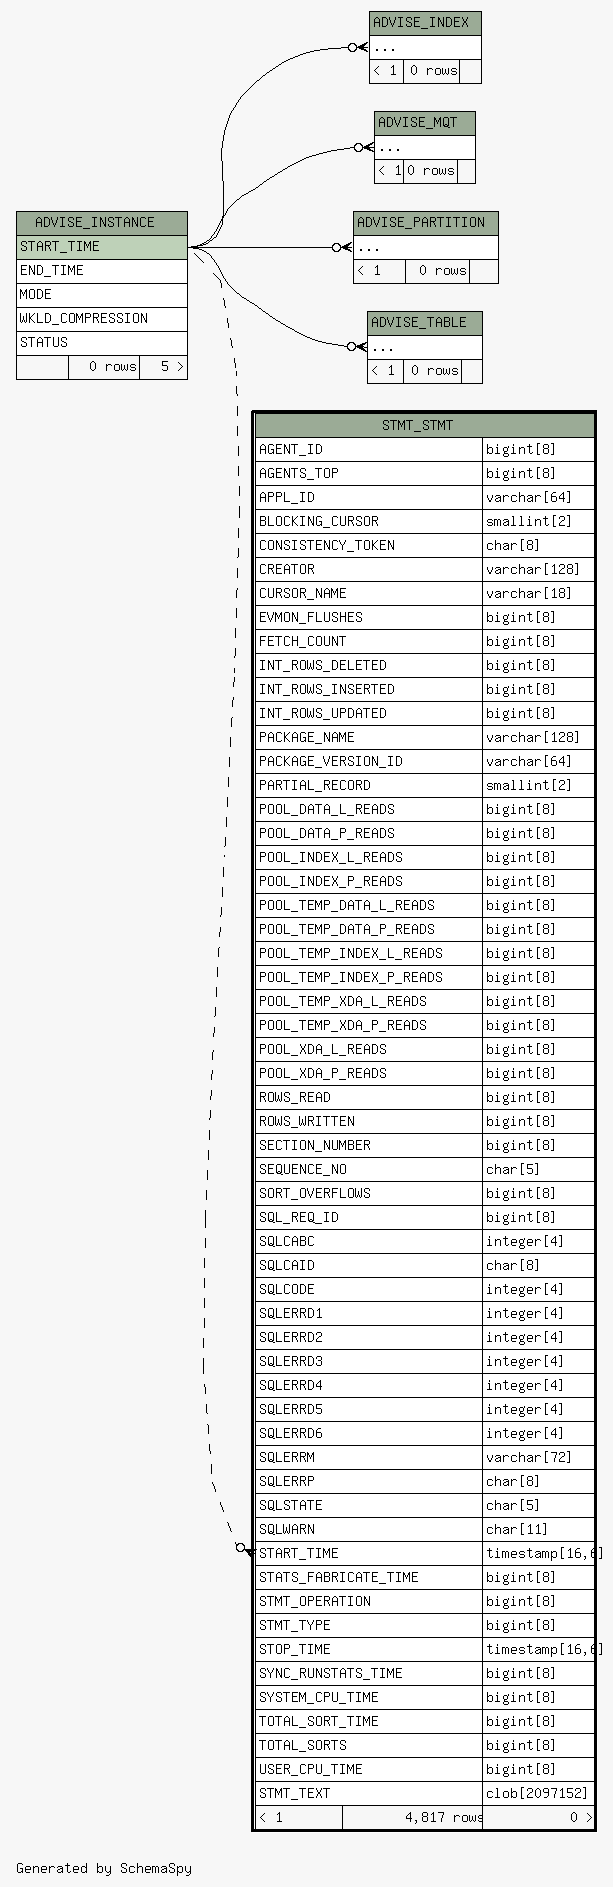 ADVISE_INDEX
...
< 1 0 rows
ADVISE_MQT
...
< 1 0 rows
ADVISE_INSTANCE
START_TIME
END_TIME
MODE
WKLD_COMPRESSION
STATUS
0 rows 5 >
ADVISE_PARTITION
...
< 1 0 rows
ADVISE_TABLE
...
< 1 0 rows
STMT_STMT
AGENT_ID bigint[8]
AGENTS_TOP bigint[8]
APPL_ID varchar[64]
BLOCKING_CURSOR smallint[2]
CONSISTENCY_TOKEN char[8]
CREATOR varchar[128]
CURSOR_NAME varchar[18]
EVMON_FLUSHES bigint[8]
FETCH_COUNT bigint[8]
INT_ROWS_DELETED bigint[8]
INT_ROWS_INSERTED bigint[8]
INT_ROWS_UPDATED bigint[8]
PACKAGE_NAME varchar[128]
PACKAGE_VERSION_ID varchar[64]
PARTIAL_RECORD smallint[2]
POOL_DATA_L_READS bigint[8]
POOL_DATA_P_READS bigint[8]
POOL_INDEX_L_READS bigint[8]
POOL_INDEX_P_READS bigint[8]
POOL_TEMP_DATA_L_READS bigint[8]
POOL_TEMP_DATA_P_READS bigint[8]
POOL_TEMP_INDEX_L_READS bigint[8]
POOL_TEMP_INDEX_P_READS bigint[8]
POOL_TEMP_XDA_L_READS bigint[8]
POOL_TEMP_XDA_P_READS bigint[8]
POOL_XDA_L_READS bigint[8]
POOL_XDA_P_READS bigint[8]
ROWS_READ bigint[8]
ROWS_WRITTEN bigint[8]
SECTION_NUMBER bigint[8]
SEQUENCE_NO char[5]
SORT_OVERFLOWS bigint[8]
SQL_REQ_ID bigint[8]
SQLCABC integer[4]
SQLCAID char[8]
SQLCODE integer[4]
SQLERRD1 integer[4]
SQLERRD2 integer[4]
SQLERRD3 integer[4]
SQLERRD4 integer[4]
SQLERRD5 integer[4]
SQLERRD6 integer[4]
SQLERRM varchar[72]
SQLERRP char[8]
SQLSTATE char[5]
SQLWARN char[11]
START_TIME timestamp[16,6]
STATS_FABRICATE_TIME bigint[8]
STMT_OPERATION bigint[8]
STMT_TYPE bigint[8]
STOP_TIME timestamp[16,6]
SYNC_RUNSTATS_TIME bigint[8]
SYSTEM_CPU_TIME bigint[8]
TOTAL_SORT_TIME bigint[8]
TOTAL_SORTS bigint[8]
USER_CPU_TIME bigint[8]
STMT_TEXT clob[2097152]
< 1 4,817 rows 0 >
Generated by SchemaSpy